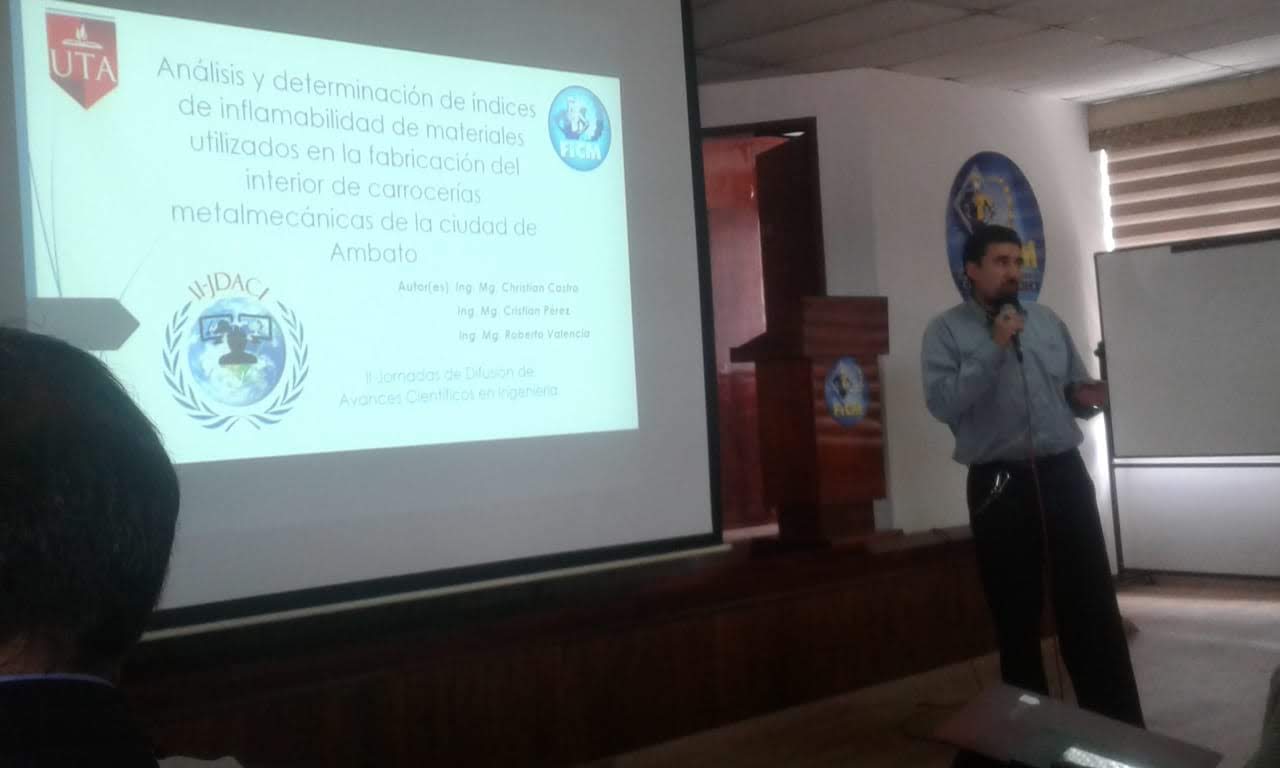 UTA
Análisis y determinación de índices
de inflamabilidad de materiales
utilizados en la fabricación del
interior de carrocerías
metalmecánicas de la ciudad de
Ambato
FICM
II-JDACI
Autor(es) Ing. Mg. Christian Castro
Ing. Mg. Cristian Pérez
Ing. Mg. Roberto Valencia
II Jornadas de Difusion de
Avances Científicos en Ingeniería
FICM